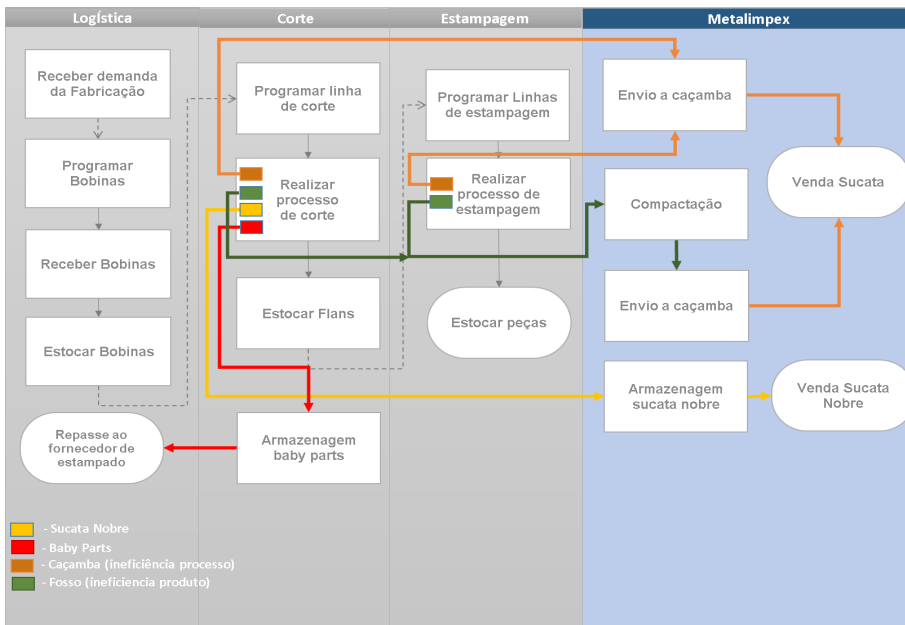 Logística
Corte
Estampagem
Metalimpex
Receber demanda
da Fabricação
Programar
Bobinas
Receber Bobinas
Estocar Bobinas
Repasse ao
fornecedor de
estampado
Programar linha
de corte
Realizar
processo
de corte
Estocar Flans
Armazenagem
baby parts
Programar Linhas
de estampagem
Realizar
processo de
estampagem
Estocar peças
Envio a caçamba
Compactação
Envio a caçamba
Armazenagem
sucata nobre
Venda Sucata
Venda Sucata
Nobre
- Sucata Nobre
- Baby Parts
- Caçamba (ineficiência processo)
- Fosso (ineficiencia produto)